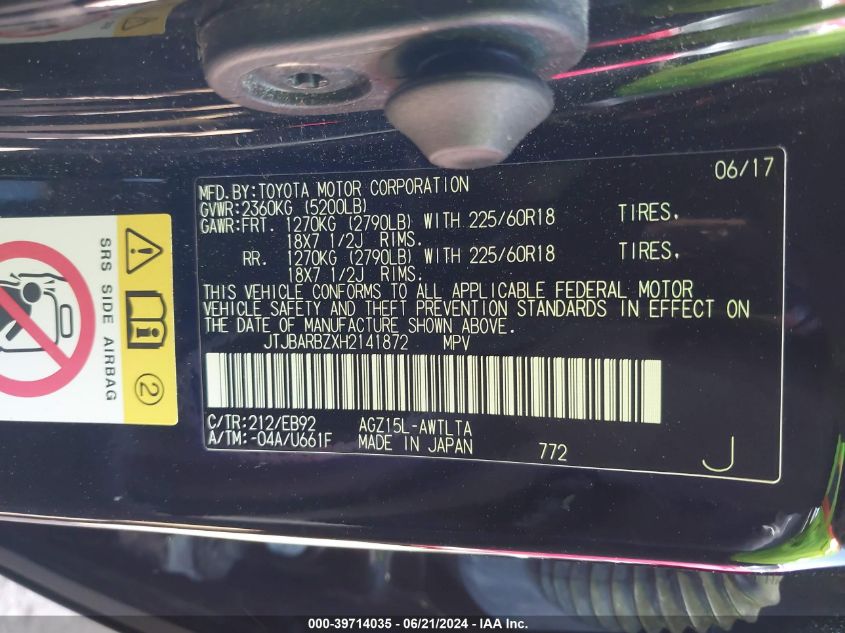 06/17
MFD.BY:TOYOTA MOTOR CORPORATION
GVWR:2360KG (5200LB)
GAWR:FRT. 1270KG (2790LB) WITH 225/60R18 TIRES,
18X7 1/2J RIMS.
RR. 1270KG (2790LB) WITH 225/60R18 TIRES,
18X7 1/2J RIMS.
THIS VEHICLE CONFORMS TO ALL APPLICABLE FEDERAL MOTOR
VEHICLE SAFETY AND THEFT PREVENTION STANDARDS IN EFFECT ON
THE DATE OF MANUFACTURE SHOWN ABOVE.
JTJBARBZXH2141872 MPV
C/TR:212/EB92 AGZ15L-AWTLTA
A/TM:-04A/U661F MADE IN JAPAN 772
J
SRS SIDE AIRBAG
2
000-39714035 - 06/21/2024 - IAAI Inc.